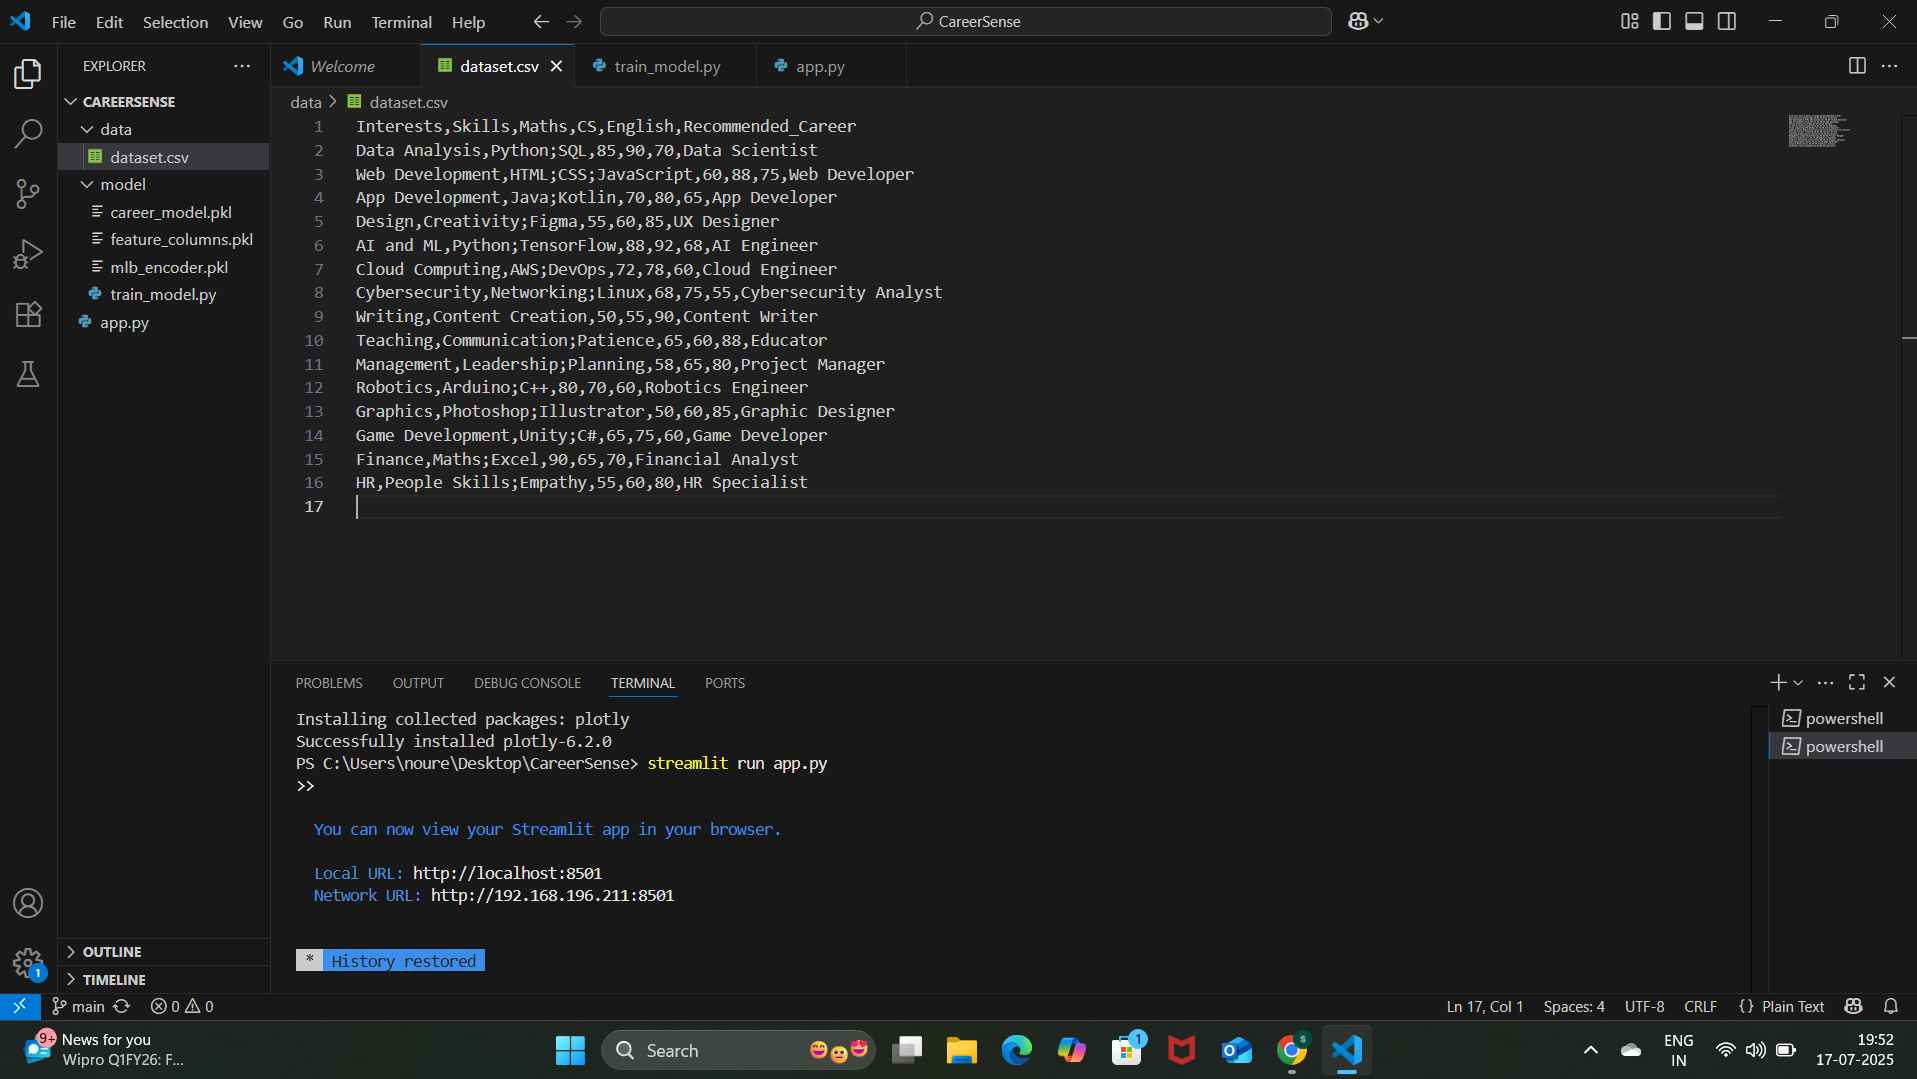 File Edit Selection View Go Run Terminal Help
CareerSense
EXPLORER
Welcome
dataset.csv
train_model.py
app.py
CAREERSENSE
data
dataset.csv
model
career_model.pkl
feature_columns.pkl
mlb_encoder.pkl
train_model.py
app.py
data > dataset.csv
1 Interests,Skills,Maths,CS,English,Recommended_Career
2 Data Analysis,Python;SQL,85,90,70,Data Scientist
3 Web Development,HTML;CSS;JavaScript,60,88,75,Web Developer
4 App Development,Java;Kotlin,70,80,65,App Developer
5 Design,Creativity;Figma,55,60,85,UX Designer
6 AI and ML,Python;TensorFlow,88,92,68,AI Engineer
7 Cloud Computing,AWS;DevOps,72,78,60,Cloud Engineer
8 Cybersecurity,Networking;Linux,68,75,55,Cybersecurity Analyst
9 Writing,Content Creation,50,55,90,Content Writer
10 Teaching,Communication;Patience,65,60,88,Educator
11 Management,Leadership;Planning,58,65,80,Project Manager
12 Robotics,Arduino;C++,80,70,60,Robotics Engineer
13 Graphics,Photoshop;Illustrator,50,60,85,Graphic Designer
14 Game Development,Unity;C#,65,75,60,Game Developer
15 Finance,Maths;Excel,90,65,70,Financial Analyst
16 HR,People Skills;Empathy,55,60,80,HR Specialist
17
PROBLEMS OUTPUT DEBUG CONSOLE TERMINAL PORTS
Installing collected packages: plotly
Successfully installed plotly-6.2.0
PS C:\Users\noure\Desktop\CareerSense> streamlit run app.py
>>
You can now view your Streamlit app in your browser.
Local URL: http://localhost:8501
Network URL: http://192.168.196.211:8501
* History restored
powershell
powershell
OUTLINE
TIMELINE
1
main 0 0
Ln 17, Col 1 Spaces: 4 UTF-8 CRLF {} Plain Text
9+
News for you
Wipro Q1FY26: F...
Search
1
ENG
IN
19:52
17-07-2025